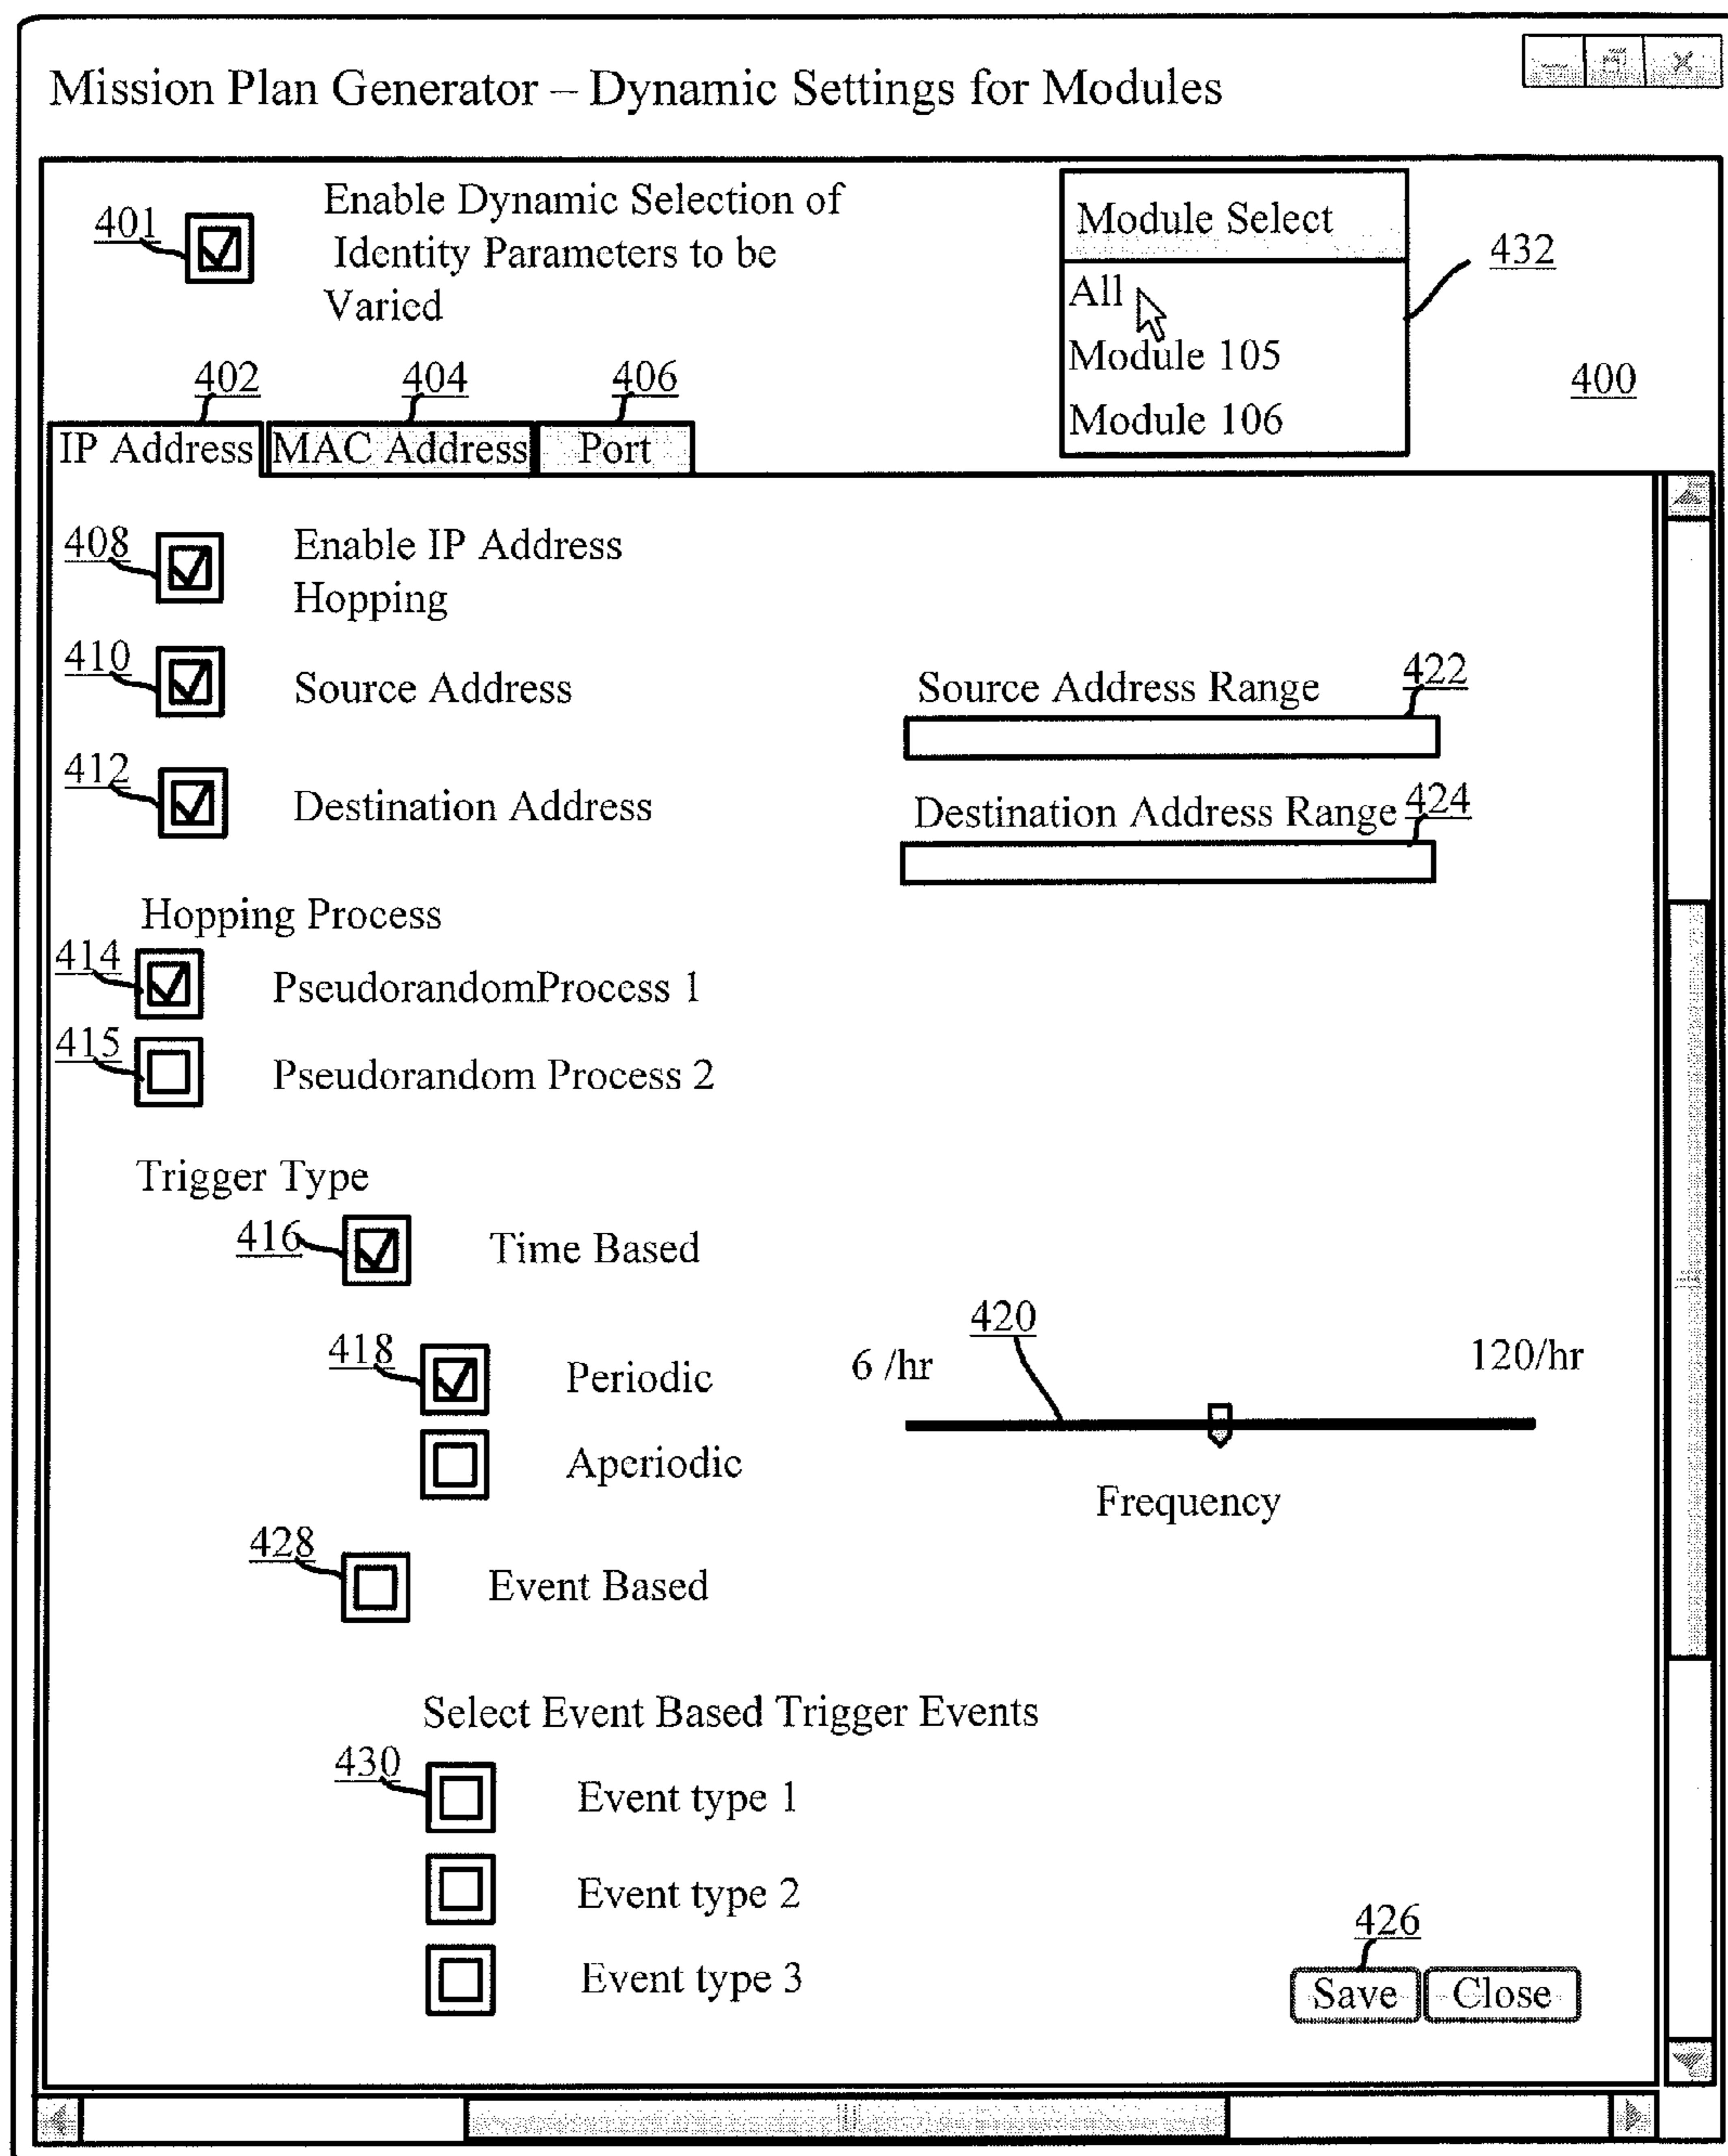 Mission Plan Generator – Dynamic Settings for Modules
401
Enable Dynamic Selection of
Identity Parameters to be
Varied
Module Select
All
Module 105
Module 106
432
400
402
404
406
IP Address
MAC Address
Port
408
Enable IP Address
Hopping
410
Source Address
Source Address Range
422
412
Destination Address
Destination Address Range
424
Hopping Process
414
PseudorandomProcess 1
415
Pseudorandom Process 2
Trigger Type
416
Time Based
418
Periodic
6 /hr
420
120/hr
Aperiodic
Frequency
428
Event Based
Select Event Based Trigger Events
430
Event type 1
Event type 2
Event type 3
426
Save
Close